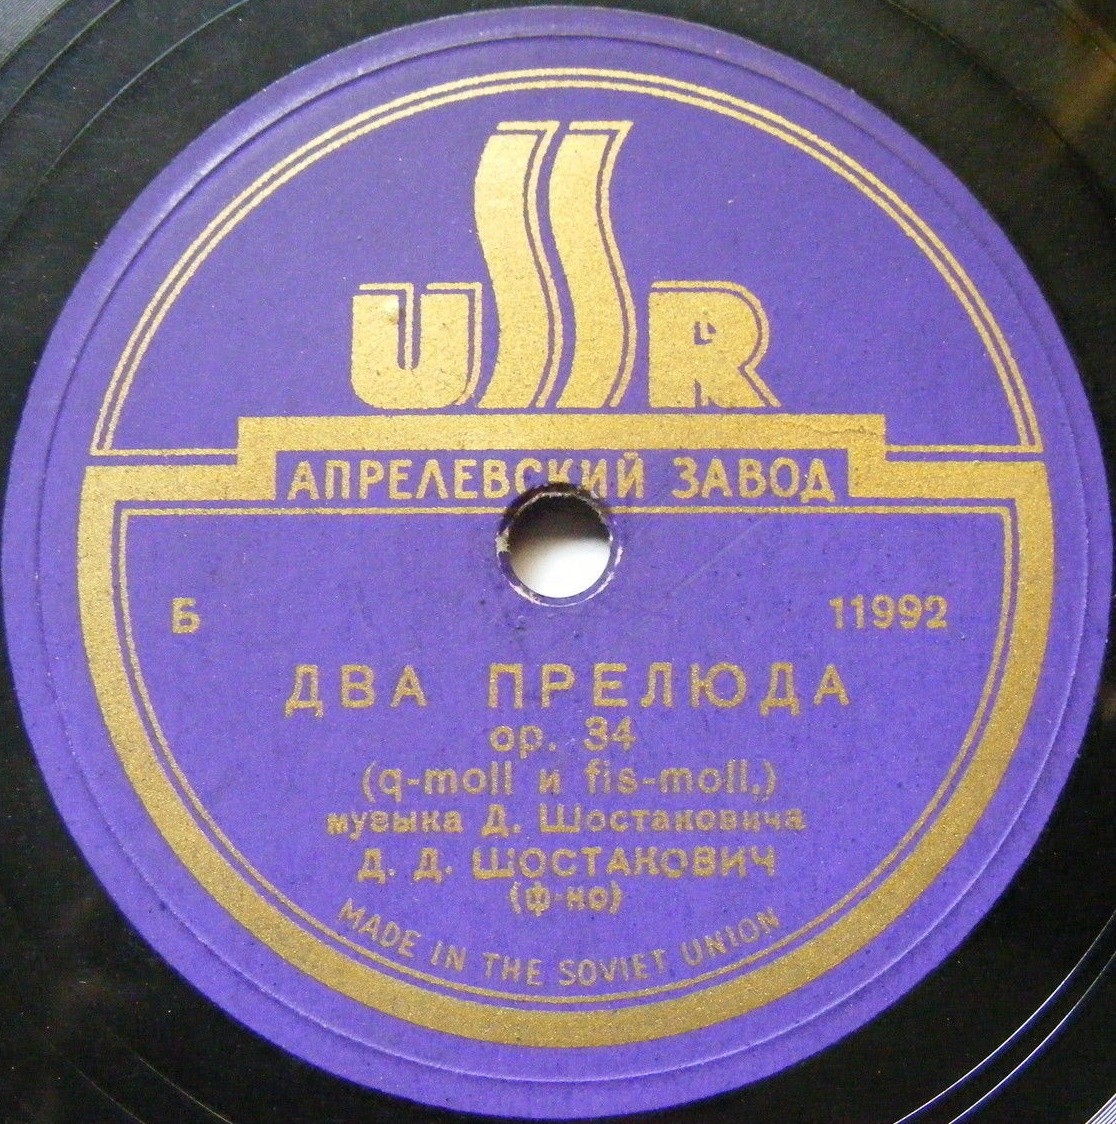 USSR
АПРЕЛЕВСКИЙ ЗАВОД
Б 11992
ДВА ПРЕЛЮДА
op. 34
(q-moll и fis-moll,)
музыка Д. Шостаковича
Д. Д. ШОСТАКОВИЧ
(ф-но)
MADE IN THE SOVIET UNION